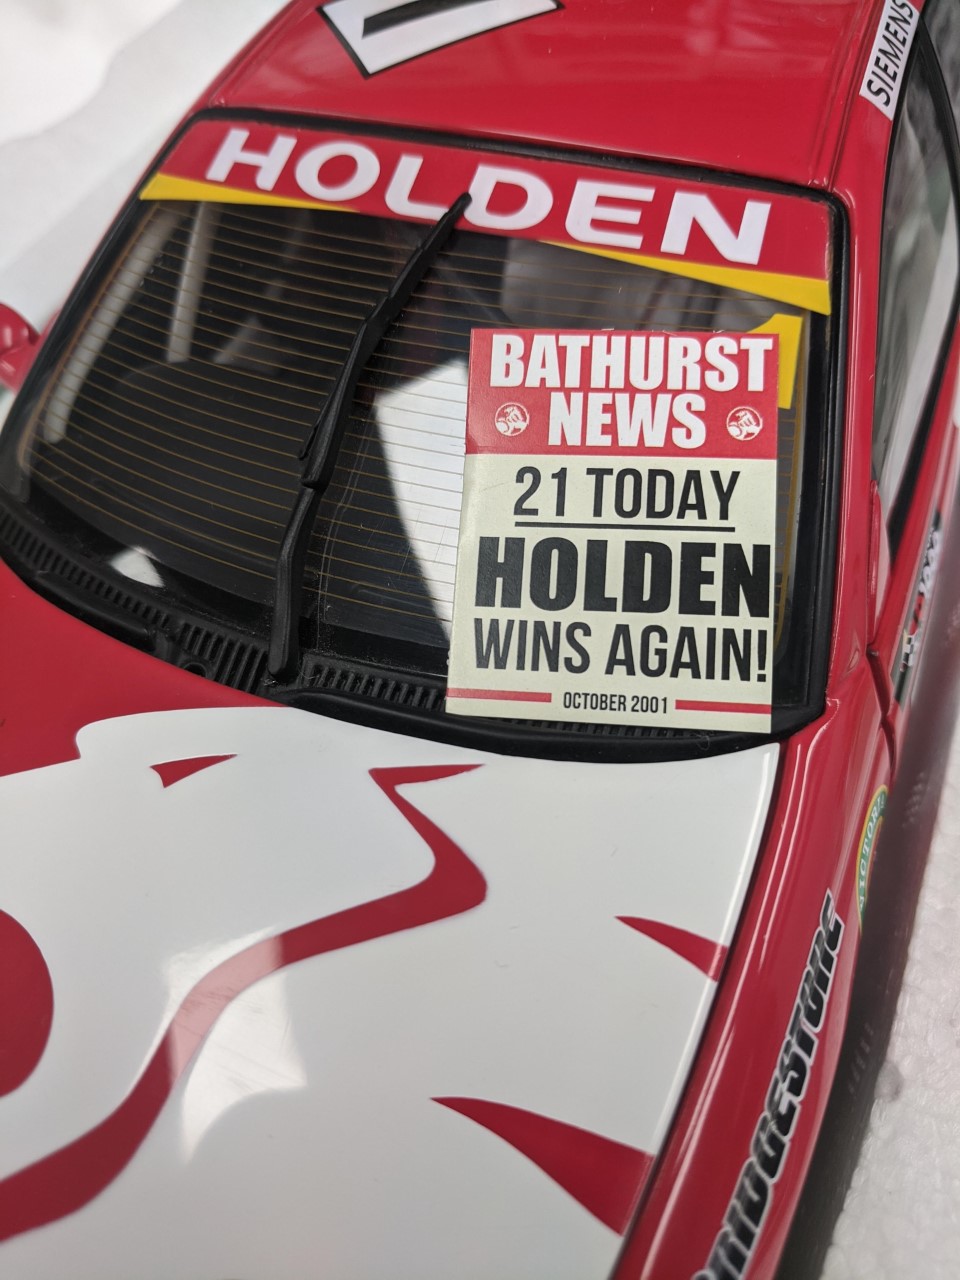 SIEMENS
HOLDEN
BATHURST
NEWS
21 TODAY
HOLDEN
WINS AGAIN!
OCTOBER 2001
BRIDGESTONE